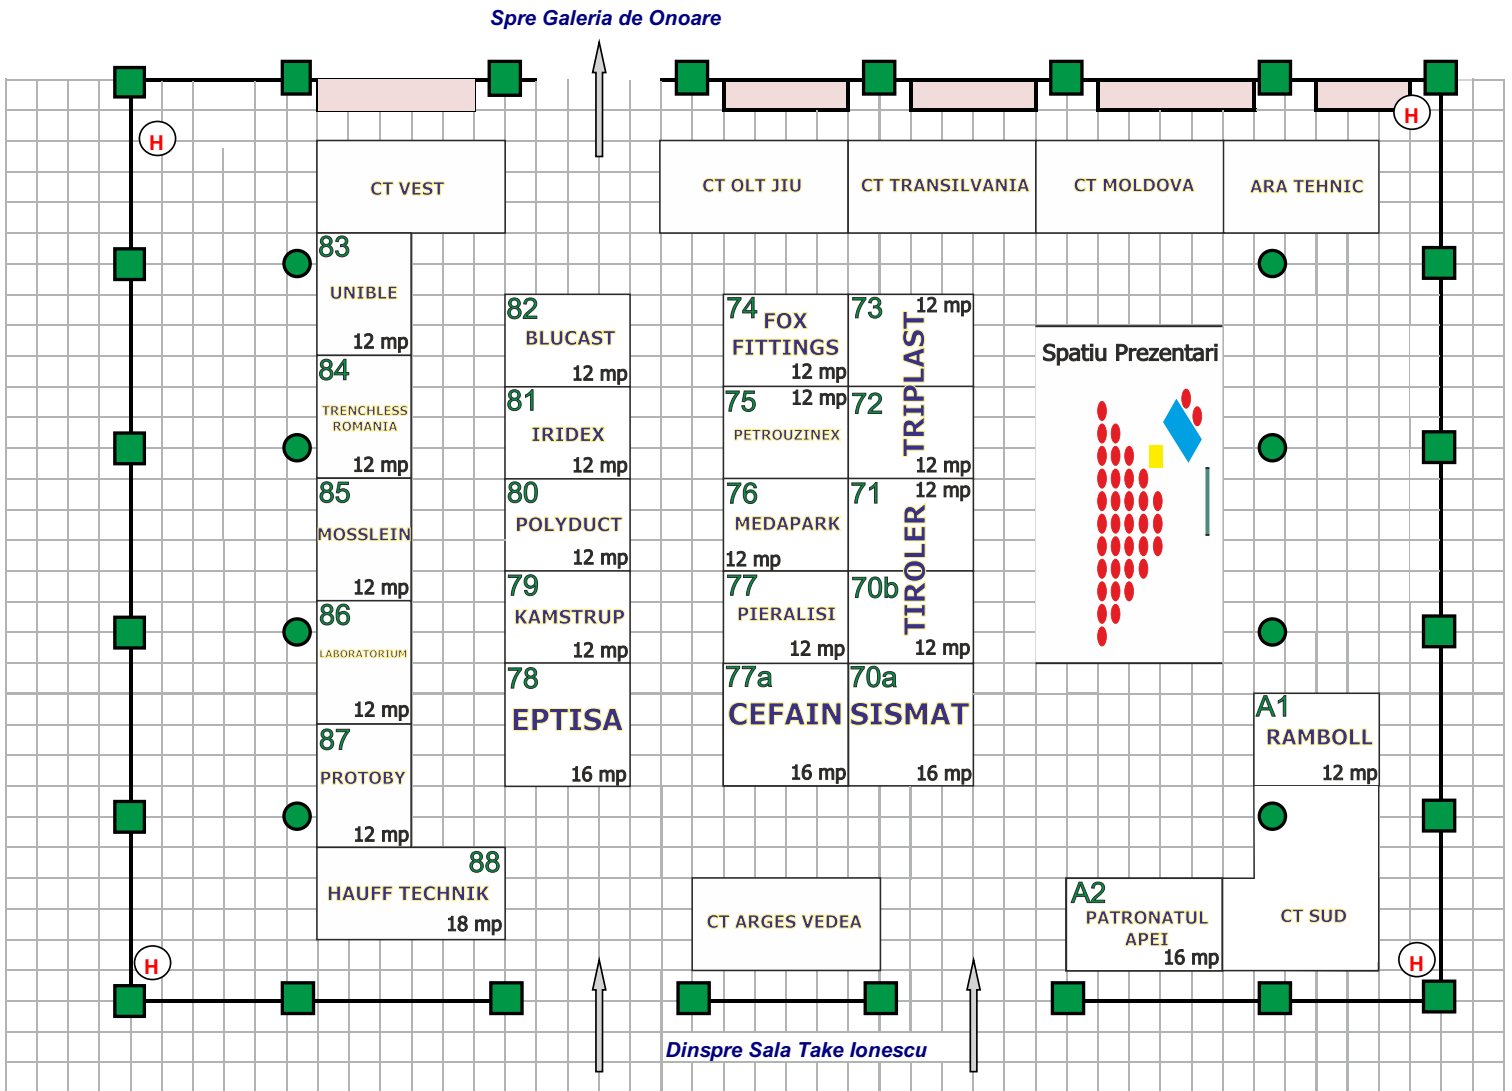 Spre Galeria de Onoare
H
H
CT VEST
CT OLT JIU
CT TRANSILVANIA
CT MOLDOVA
ARA TEHNIC
83
UNIBLE
12 mp
84
TRENCHLESS
ROMANIA
12 mp
85
MOSSLEIN
12 mp
86
LABORATORIUM
12 mp
87
PROTOBY
12 mp
88
HAUFF TECHNIK
18 mp
82
BLUCAST
12 mp
81
IRIDEX
12 mp
80
POLYDUCT
12 mp
79
KAMSTRUP
12 mp
78
EPTISA
16 mp
74
FOX
FITTINGS
12 mp
75
12 mp
PETROUZINEX
76
MEDAPARK
12 mp
77
PIERALISI
12 mp
77a
CEFAIN
16 mp
73
12 mp
TRIPLAST
72
12 mp
71
12 mp
TIROLER
70b
12 mp
70a
SISMAT
16 mp
Spatiu Prezentari
A1
RAMBOLL
12 mp
CT ARGES VEDEA
A2
PATRONATUL
APEI
16 mp
CT SUD
H
H
Dinspre Sala Take Ionescu